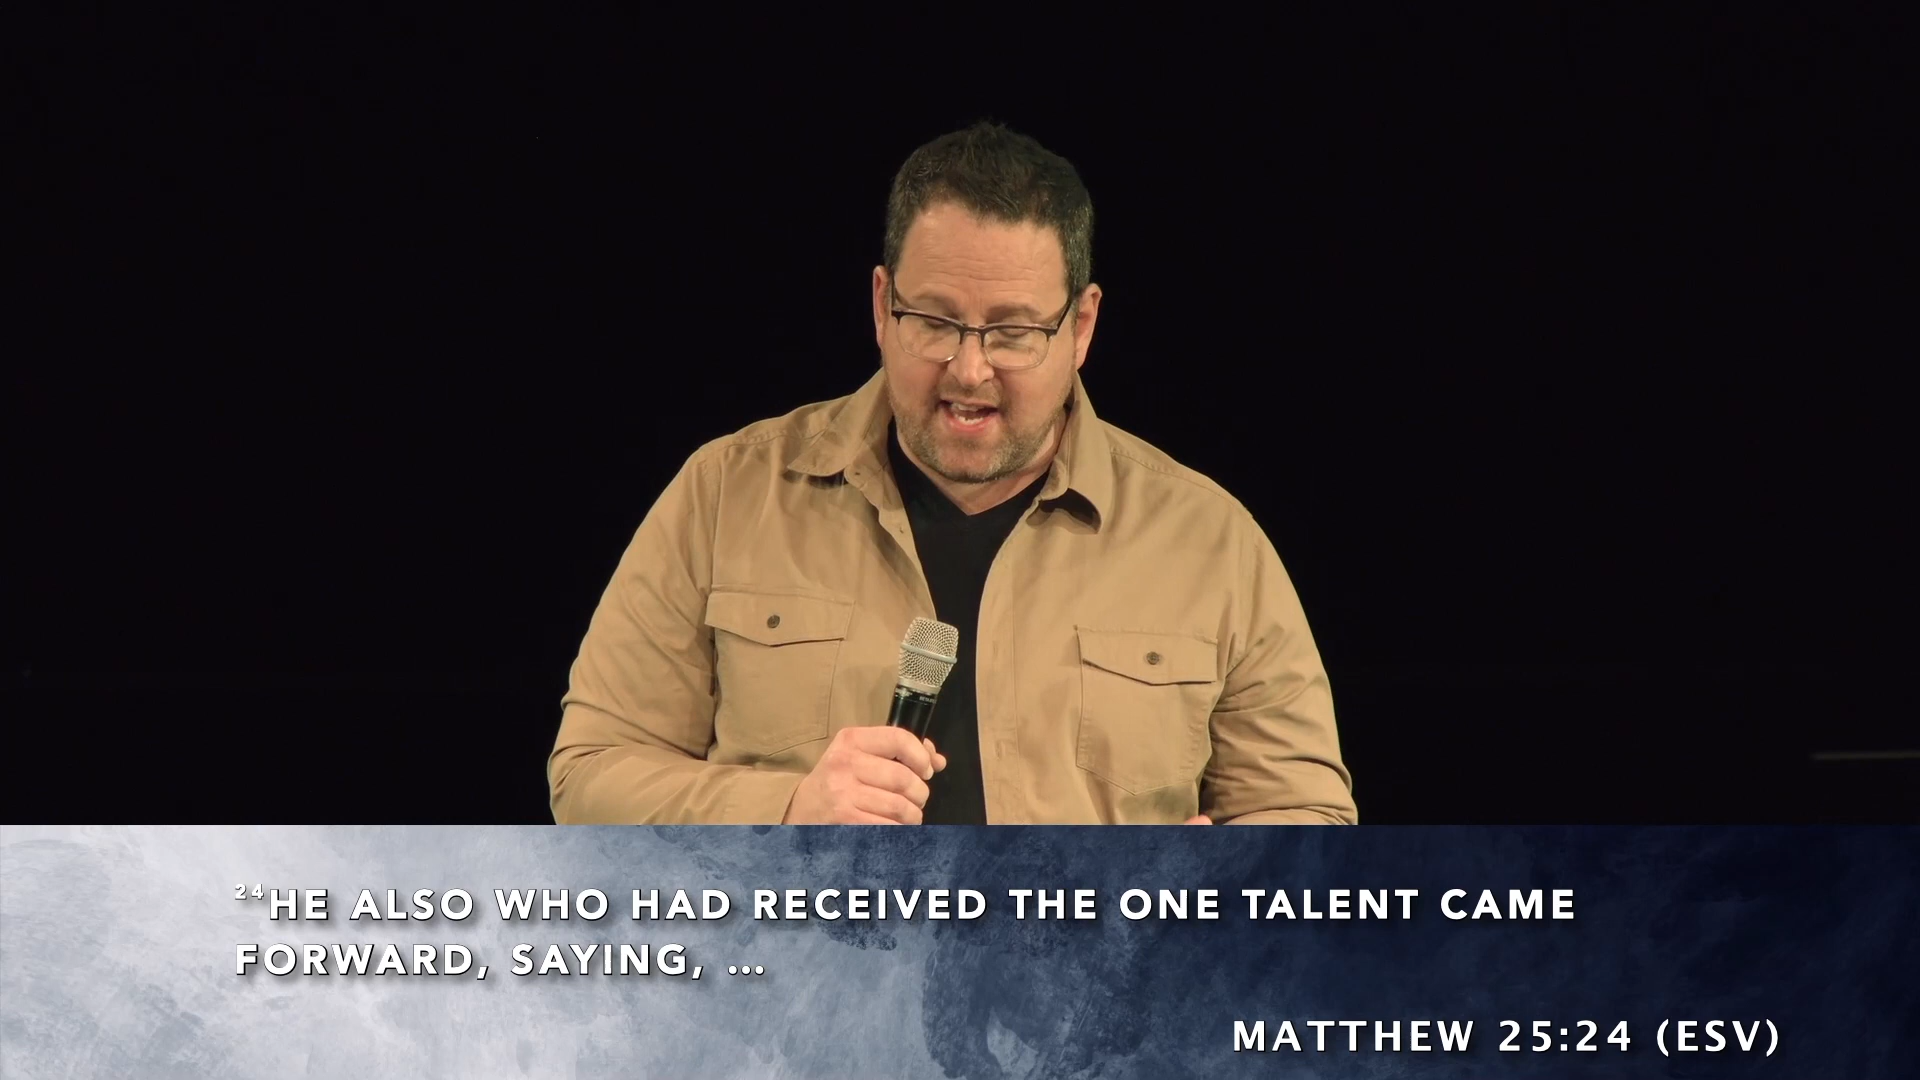 ²⁴HE ALSO WHO HAD RECEIVED THE ONE TALENT CAME
FORWARD, SAYING, …
MATTHEW 25:24 (ESV)